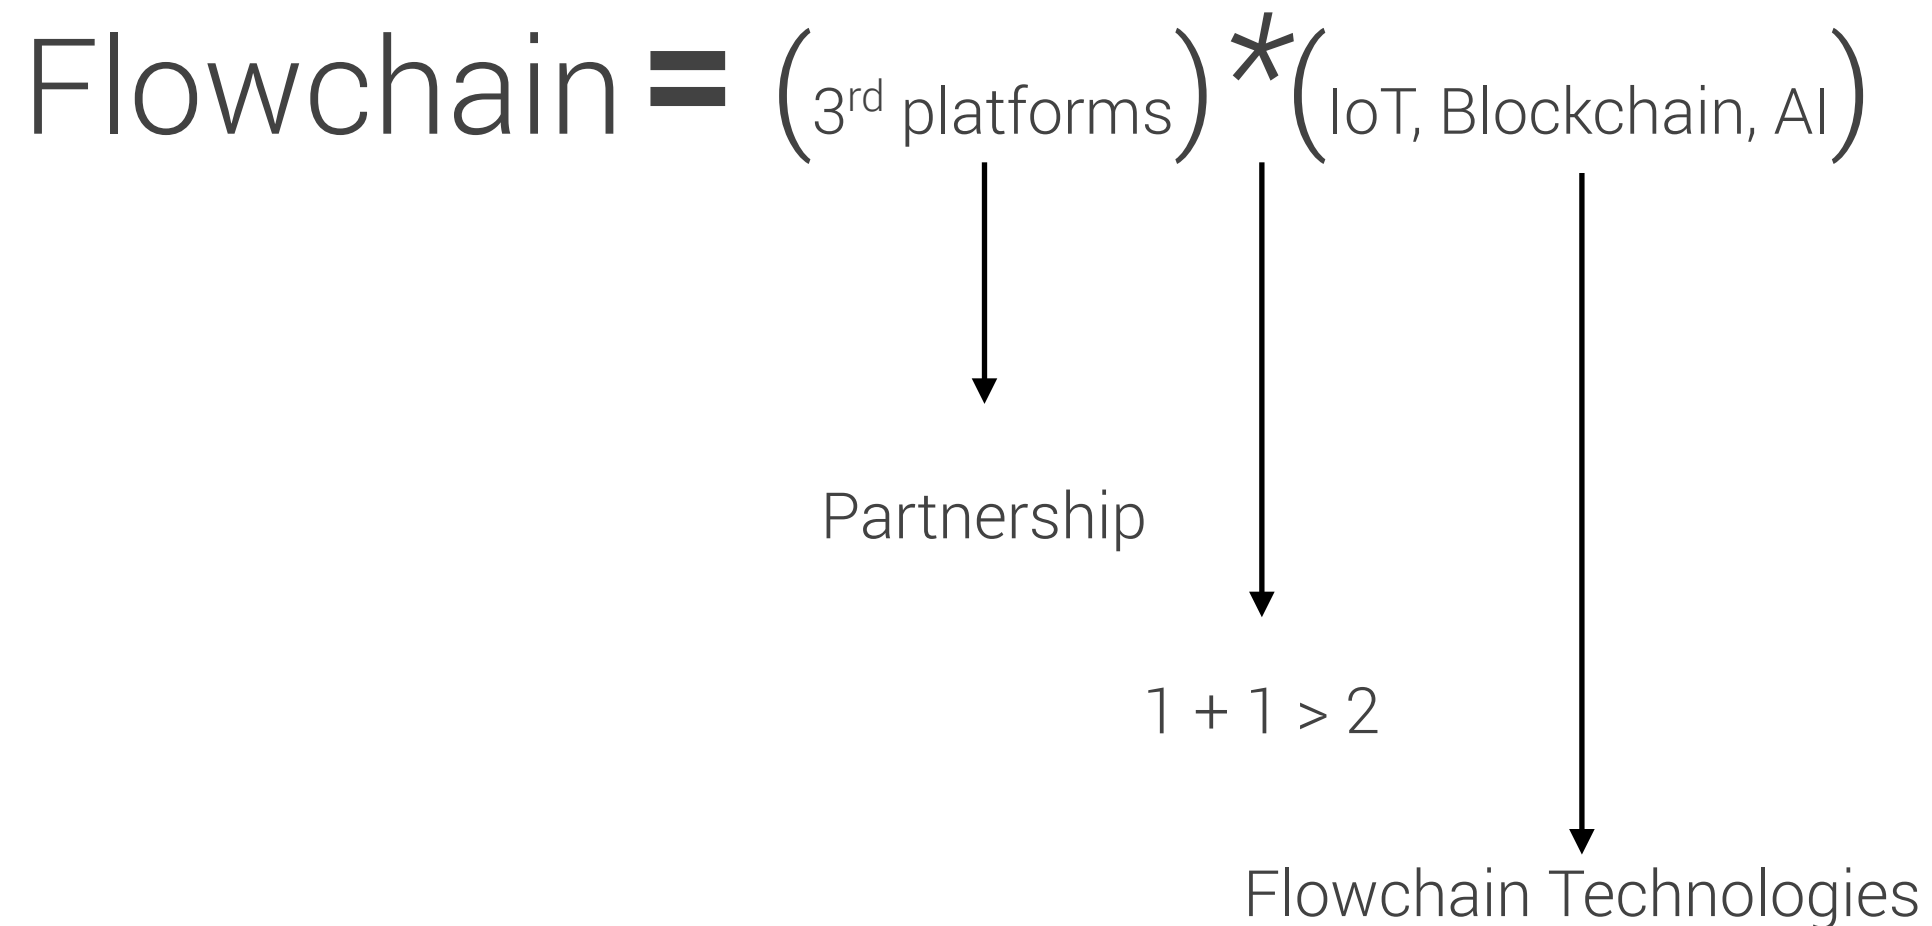 Flowchain = (3rd platforms)*(IoT, Blockchain, AI)
Partnership
1 + 1 > 2
Flowchain Technologies